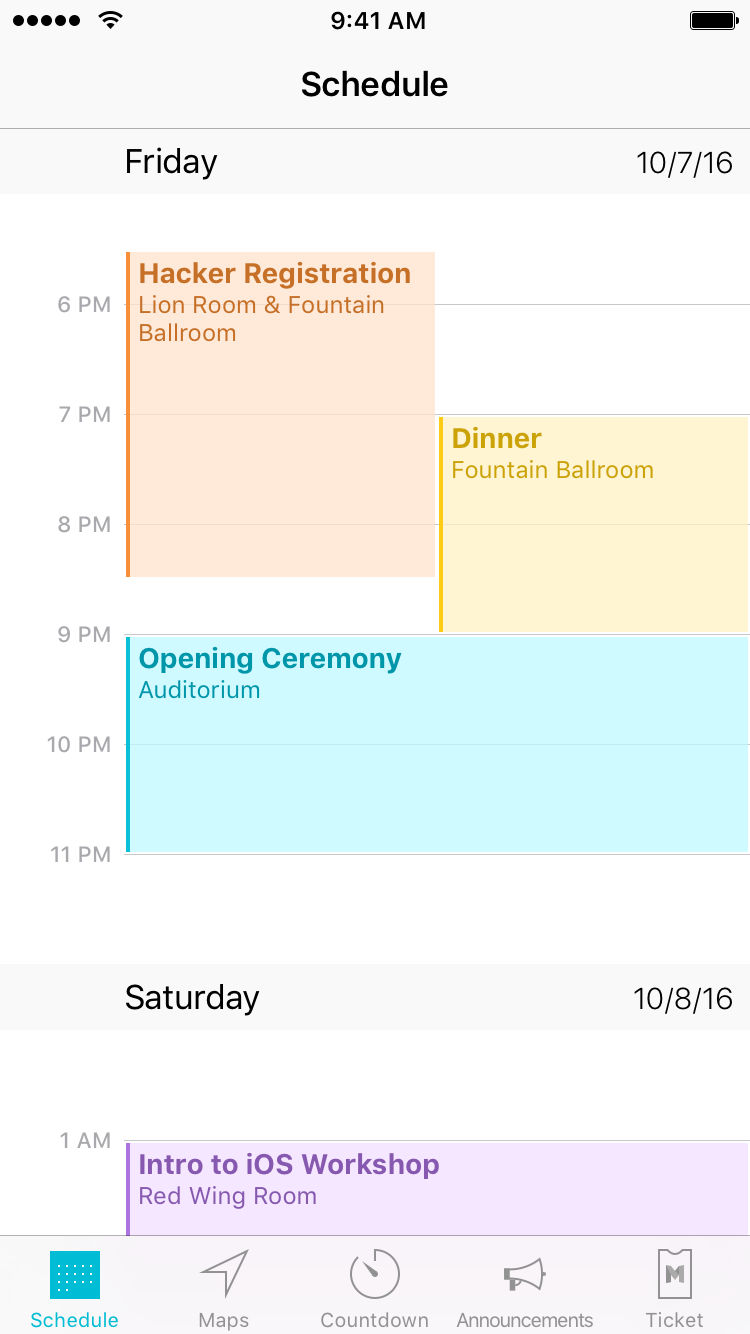 9:41 AM
Schedule
Friday 10/7/16
Hacker Registration
6 PM Lion Room & Fountain
Ballroom
7 PM
Dinner
Fountain Ballroom
8 PM
9 PM
Opening Ceremony
Auditorium
10 PM
11 PM
Saturday 10/8/16
1 AM
Intro to iOS Workshop
Red Wing Room
M
Schedule Maps Countdown Announcements Ticket